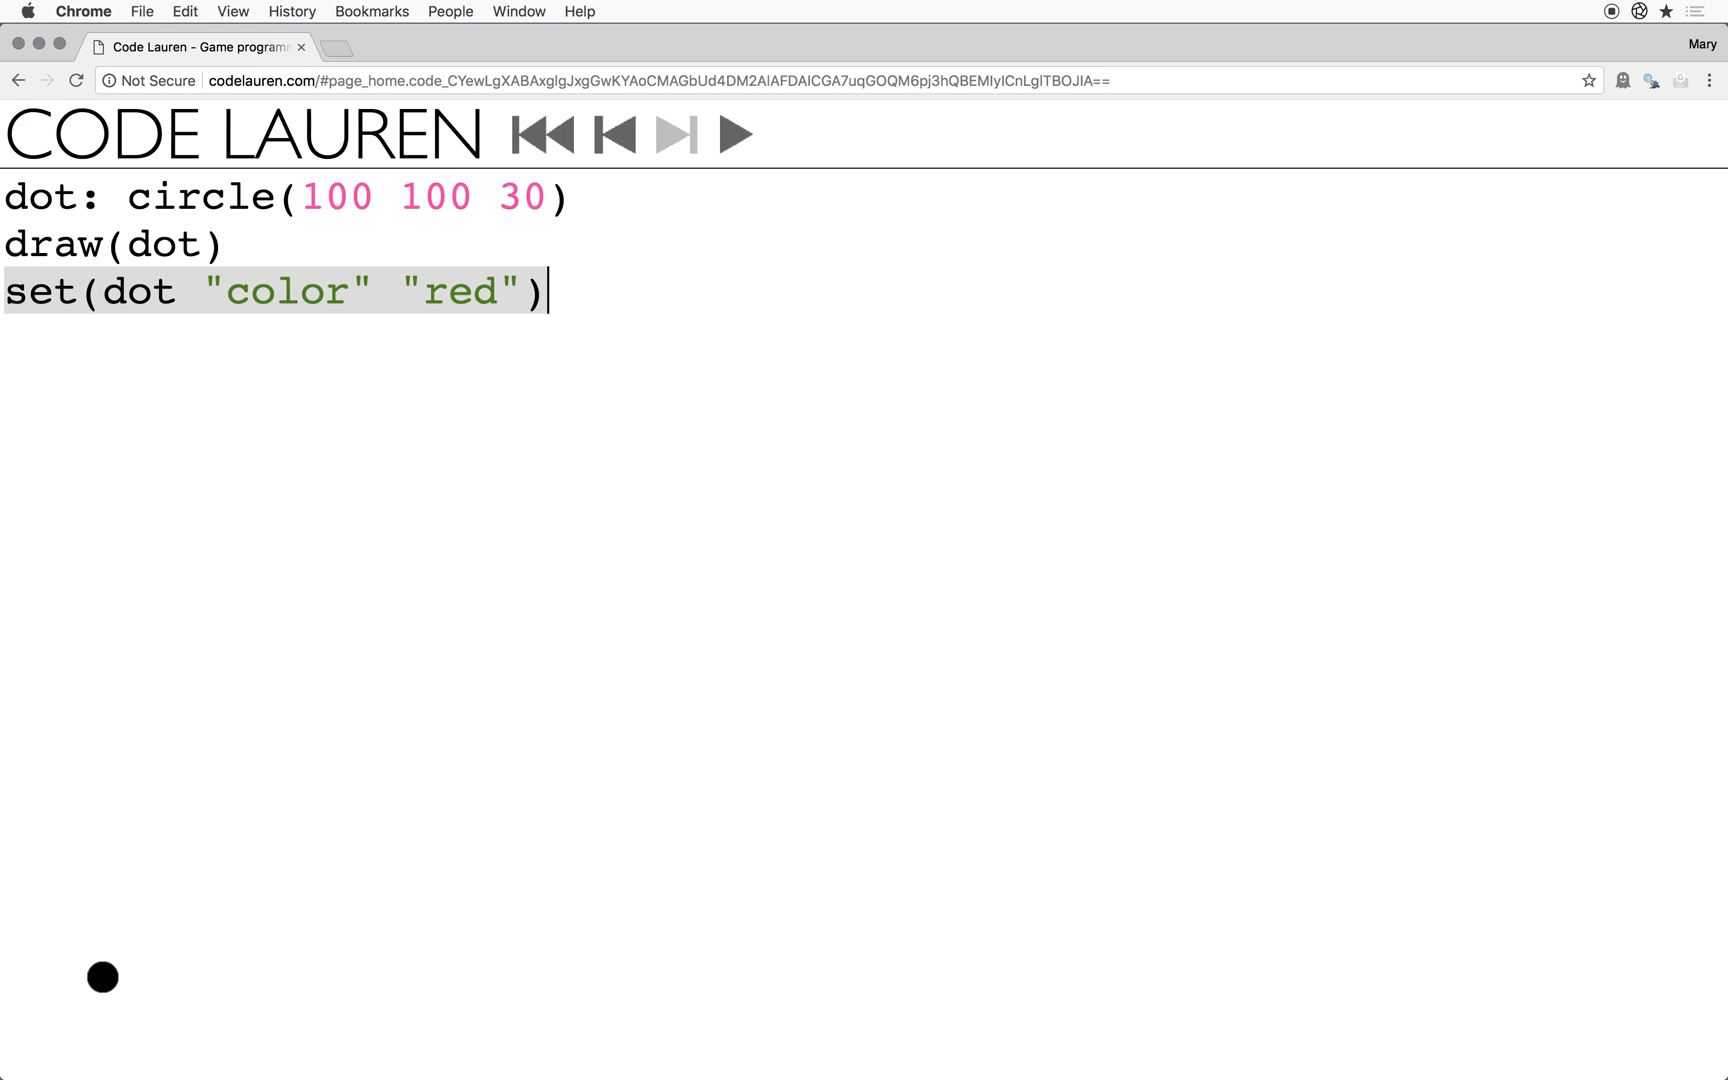 Chrome File Edit View History Bookmarks People Window Help
Code Lauren - Game program
Mary
Not Secure codelauren.com/#page_home.code_CYewLgXABAxglgJxgGwKYAoCMAGbUd4DM2AlAFDAlCGA7uqGOQM6pj3hQBEMIyICnLglTBOJIA==
CODE LAUREN
dot: circle(100 100 30)
draw(dot)
set(dot "color" "red")